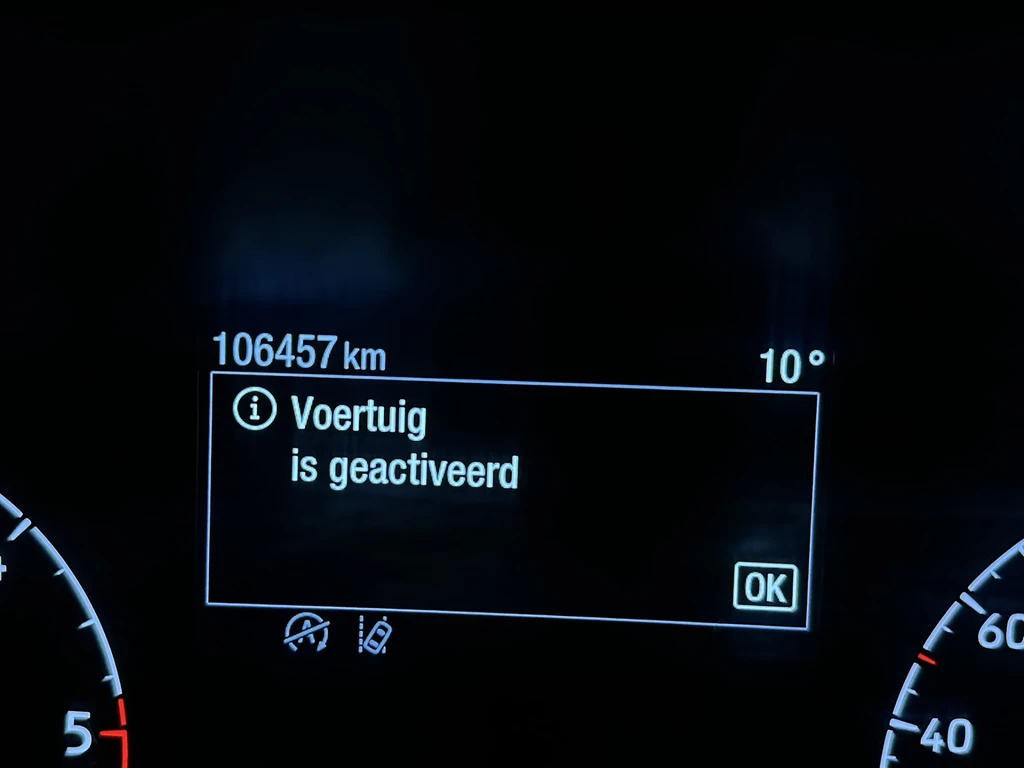 106457 km
10°
i Voertuig
is geactiveerd
OK
A
60
5
40